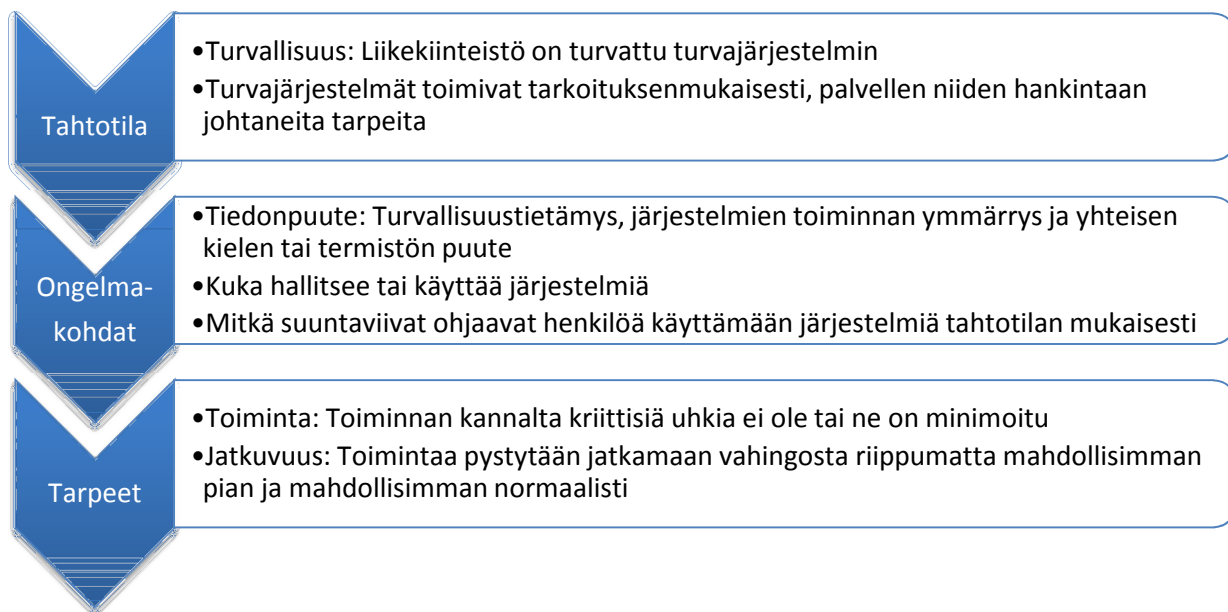 Tahtotila
•Turvallisuus: Liikekiinteistö on turvattu turvajärjestelmin
•Turvajärjestelmät toimivat tarkoituksenmukaisesti, palvellen niiden hankintaan
johtaneita tarpeita
Ongelma-
kohdat
•Tiedonpuute: Turvallisuustietämys, järjestelmien toiminnan ymmärrys ja yhteisen
kielen tai termistön puute
•Kuka hallitsee tai käyttää järjestelmiä
•Mitkä suuntaviivat ohjaavat henkilöä käyttämään järjestelmiä tahtotilan mukaisesti
Tarpeet
•Toiminta: Toiminnan kannalta kriittisiä uhkia ei ole tai ne on minimoitu
•Jatkuvuus: Toimintaa pystytään jatkamaan vahingosta riippumatta mahdollisimman
pian ja mahdollisimman normaalisti